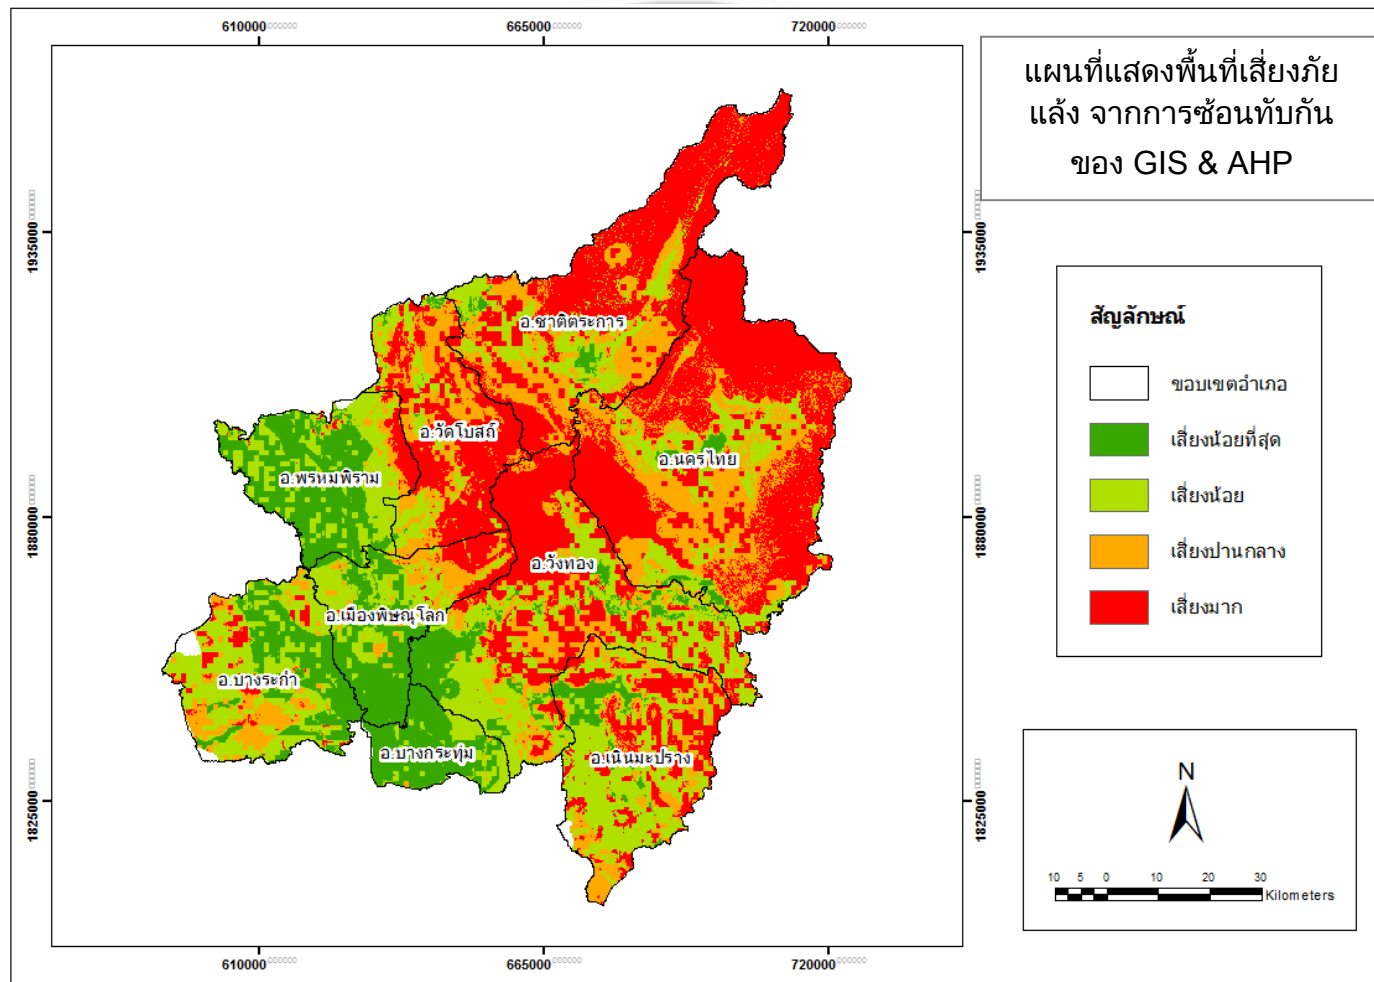 610000
665000
720000
แผนที่แสดงพื้นที่เสี่ยงภัย
แล้ง จากการซ้อนทับกัน
ของ GIS & AHP
1935000
1935000
สัญลักษณ์
ขอบเขตอำเภอ
เสี่ยงน้อยที่สุด
เสี่ยงน้อย
เสี่ยงปานกลาง
เสี่ยงมาก
อ.ชาติตระการ
อ.วัดโบสถ์
อ.นครไทย
อ.พรหมพิราม
1880000
1880000
อ.วังทอง
อ.เมืองพิษณุโลก
อ.บางระกำ
อ.บางกระทุ่ม
อ.เนินมะปราง
1825000
1825000
N
10 5 0 10 20 30
Kilometers
610000
665000
720000